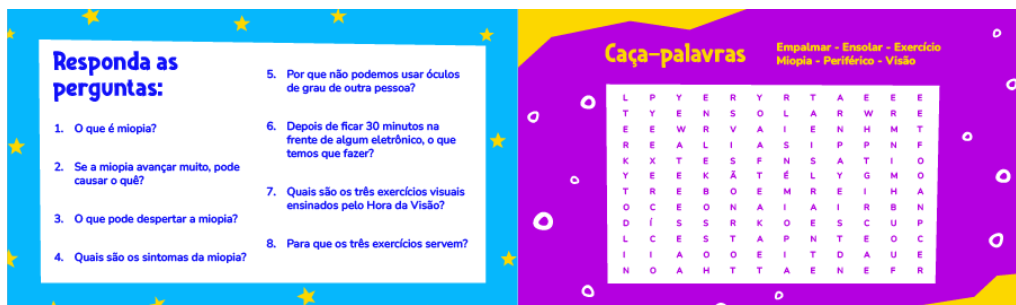 Responda as
perguntas:
1. O que é miopia?
2. Se a miopia avançar muito, pode
causar o quê?
3. O que pode despertar a miopia?
4. Quais são os sintomas da miopia?
5. Por que não podemos usar óculos
de grau de outra pessoa?
6. Depois de ficar 30 minutos na
frente de algum eletrônico, o que
temos que fazer?
7. Quais são os três exercícios visuais
ensinados pelo Hora da Visão?
8. Para que os três exercícios servem?
Caça-palavras
Empalmar - Ensolar - Exercício
Miopia - Periférico - Visão
L P Y E R Y R T A E E E
T Y E N S O L A R W R E
E E W R V A I E N H M T
R E A L I A S I P P N F
K X T E S F N S A T I O
Y E E K Ã T É L Y G M O
T R E B O E M R E I H A
O C E O N A I A I R B N
D Í S S R K O E S C U P
L C E S T A P N T E O C
I I A O O E I T D A U E
N O A H T T A E N E F R